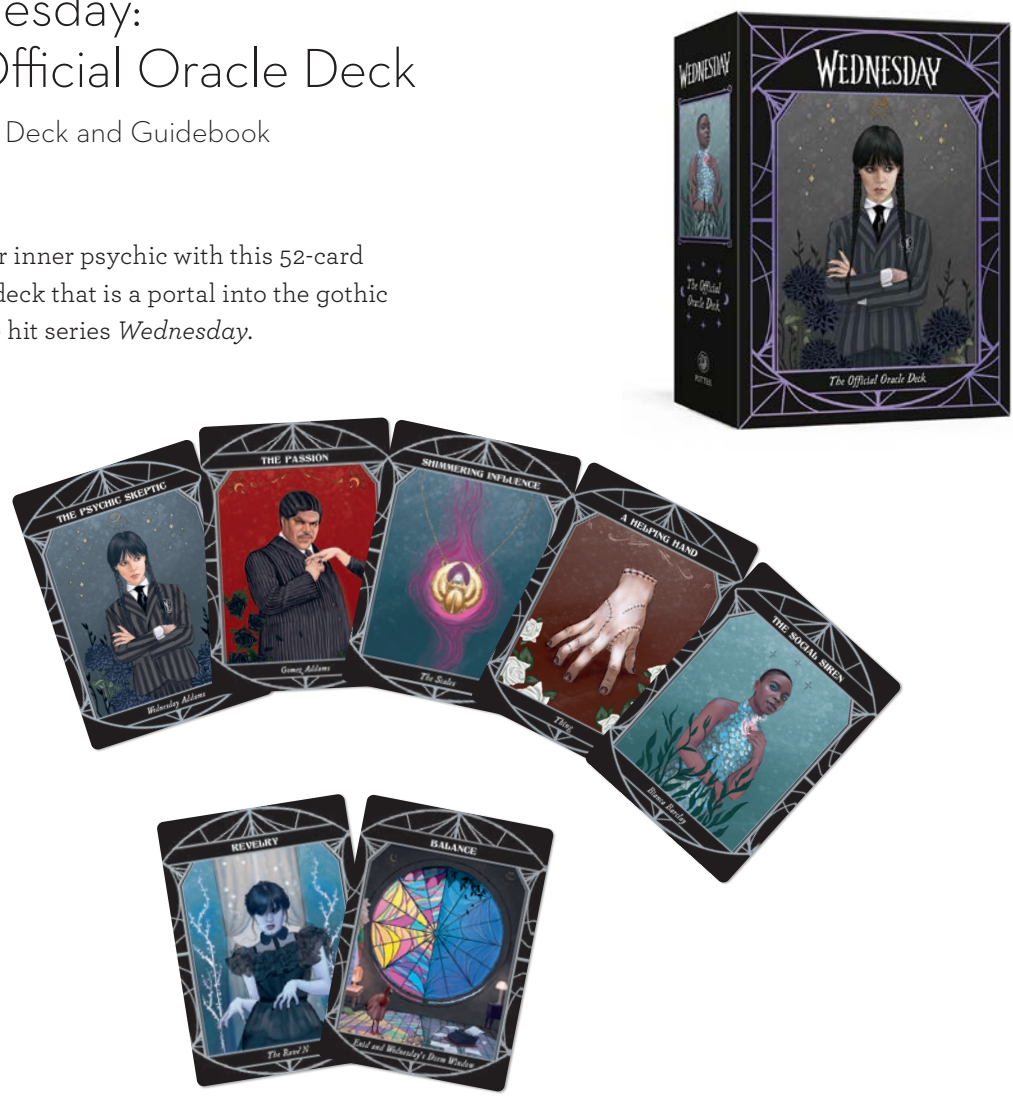 esday:
Official Oracle Deck
Deck and Guidebook
r inner psychic with this 52-card
deck that is a portal into the gothic
hit series Wednesday.
WEDNESDAY
The Official
Oracle Deck
POTTER
WEDNESDAY
The Official Oracle Deck
THE PSYCHIC SKEPTIC
Wednesday Addams
THE PASSION
Gomez Addams
SHIMMERING INFLUENCE
The Scales
A HELPING HAND
Thing
THE SOCIAL SIREN
Bianca Barclay
REVELRY
The Rave'N
BALANCE
Enid and Wednesday's Dorm Window